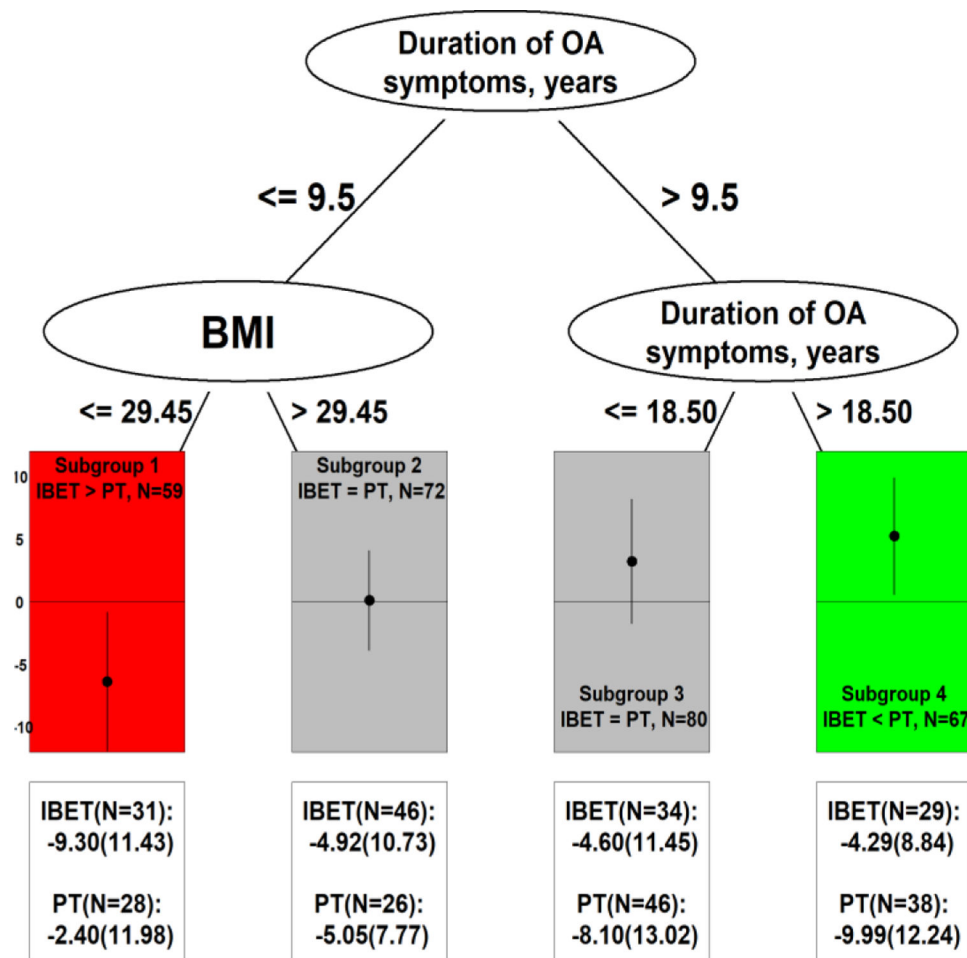 Duration of OA
symptoms, years
<= 9.5
> 9.5
BMI
Duration of OA
symptoms, years
<= 29.45
> 29.45
<= 18.50
> 18.50
10
5
0
-5
-10
Subgroup 1
IBET > PT, N=59
Subgroup 2
IBET = PT, N=72
Subgroup 3
IBET = PT, N=80
Subgroup 4
IBET < PT, N=67
IBET(N=31):
-9.30(11.43)
PT(N=28):
-2.40(11.98)
IBET(N=46):
-4.92(10.73)
PT(N=26):
-5.05(7.77)
IBET(N=34):
-4.60(11.45)
PT(N=46):
-8.10(13.02)
IBET(N=29):
-4.29(8.84)
PT(N=38):
-9.99(12.24)